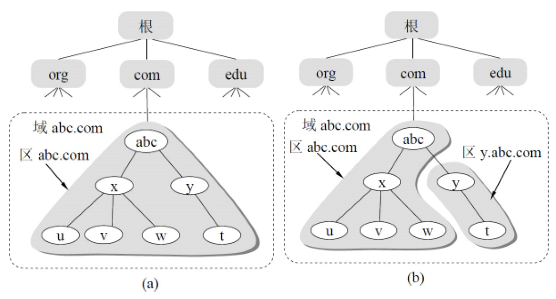 根
org
com
edu
域 abc.com
区 abc.com
abc
x
y
u
v
w
t
(a)
根
org
com
edu
域 abc.com
区 abc.com
abc
区 y.abc.com
x
y
u
v
w
t
(b)